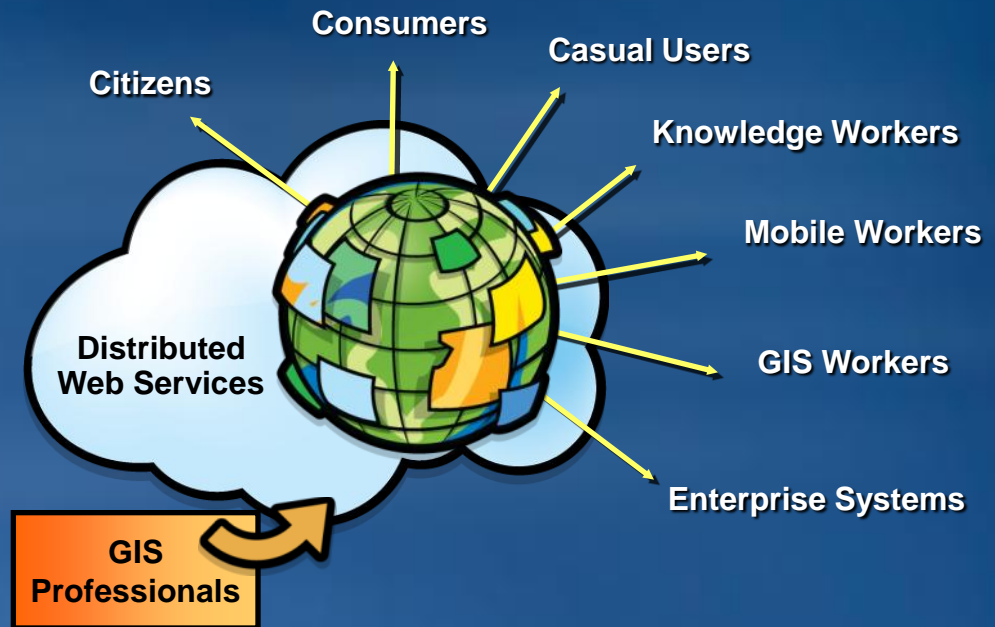 Consumers
Citizens
Casual Users
Knowledge Workers
Mobile Workers
Distributed
Web Services
GIS Workers
Enterprise Systems
GIS
Professionals